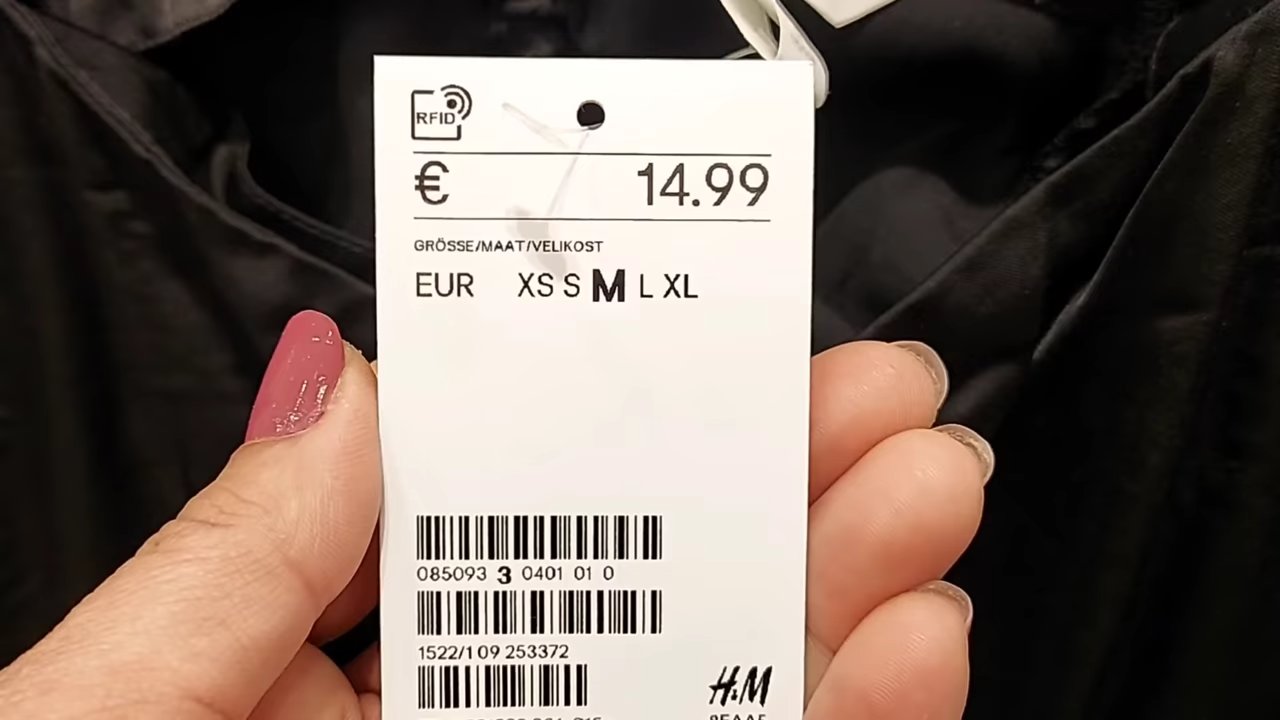 RFID
€ 14.99
GRÖSSE/MAAT/VELIKOST
EUR XS S M L XL
085093 3 0401 01 0
1522/1 09 253372
H&M